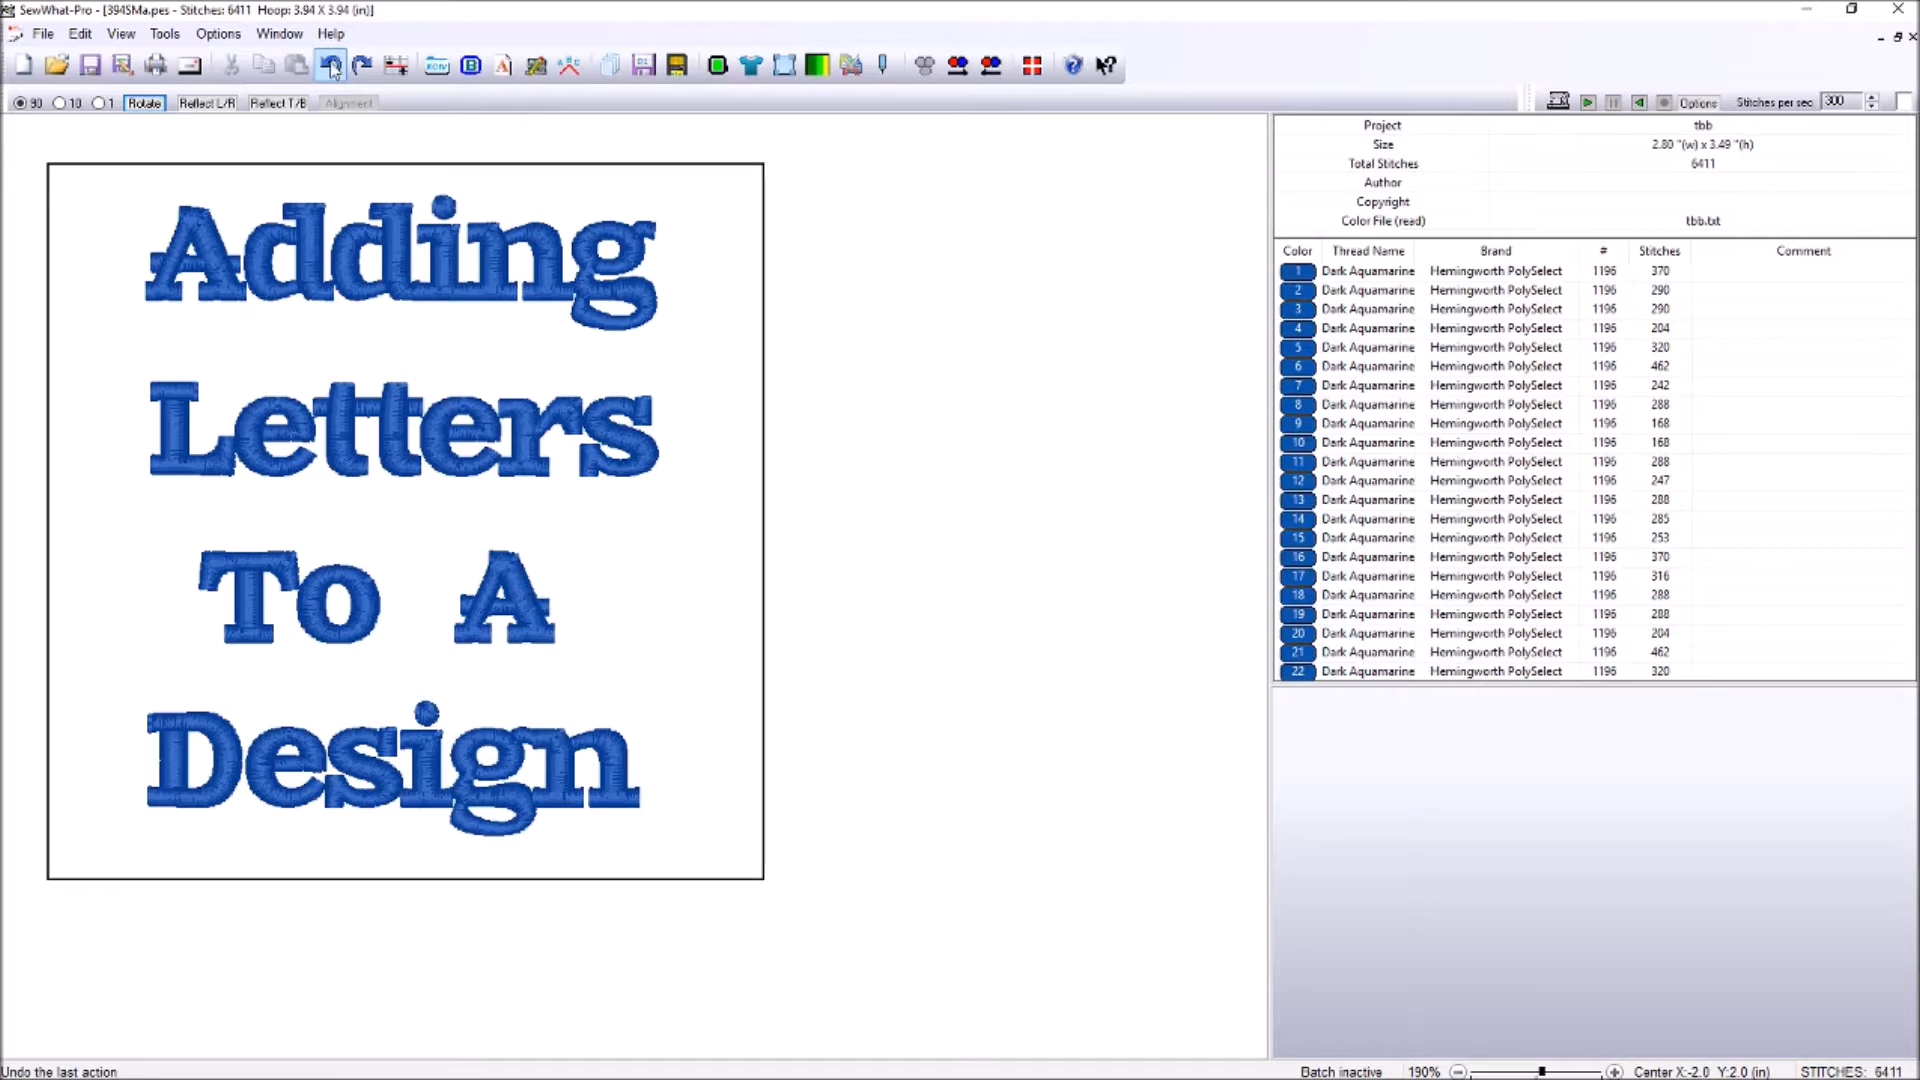 SewWhat-Pro - [394SMa.pes - Stitches: 6411  Hoop: 3.94 X 3.94 (in)]
File Edit View Tools Options Window Help
90 10 1 Rotate Reflect L/R Reflect T/B Alignment
Options Stitches per sec 300
Adding
Letters
To A
Design
Project tbb
Size 2.80 "(w) x 3.49 "(h)
Total Stitches 6411
Author
Copyright
Color File (read) tbb.txt
Color Thread Name Brand # Stitches Comment
1 Dark Aquamarine Hemingworth PolySelect 1196 370
2 Dark Aquamarine Hemingworth PolySelect 1196 290
3 Dark Aquamarine Hemingworth PolySelect 1196 290
4 Dark Aquamarine Hemingworth PolySelect 1196 204
5 Dark Aquamarine Hemingworth PolySelect 1196 320
6 Dark Aquamarine Hemingworth PolySelect 1196 462
7 Dark Aquamarine Hemingworth PolySelect 1196 242
8 Dark Aquamarine Hemingworth PolySelect 1196 288
9 Dark Aquamarine Hemingworth PolySelect 1196 168
10 Dark Aquamarine Hemingworth PolySelect 1196 168
11 Dark Aquamarine Hemingworth PolySelect 1196 288
12 Dark Aquamarine Hemingworth PolySelect 1196 247
13 Dark Aquamarine Hemingworth PolySelect 1196 288
14 Dark Aquamarine Hemingworth PolySelect 1196 285
15 Dark Aquamarine Hemingworth PolySelect 1196 253
16 Dark Aquamarine Hemingworth PolySelect 1196 370
17 Dark Aquamarine Hemingworth PolySelect 1196 316
18 Dark Aquamarine Hemingworth PolySelect 1196 288
19 Dark Aquamarine Hemingworth PolySelect 1196 288
20 Dark Aquamarine Hemingworth PolySelect 1196 204
21 Dark Aquamarine Hemingworth PolySelect 1196 462
22 Dark Aquamarine Hemingworth PolySelect 1196 320
Undo the last action Batch inactive 190% Center X:-2.0 Y:2.0 (in) STITCHES: 6411